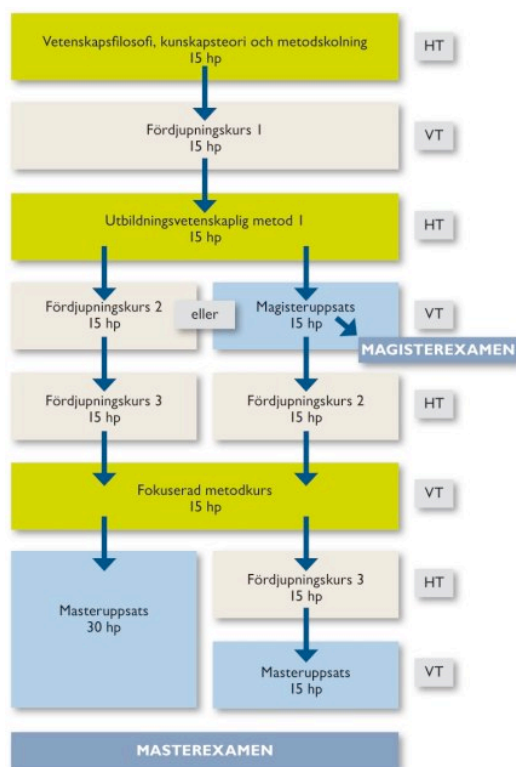 Vetenskapsfilosofi, kunskapsteori och metodskolning
15 hp
HT
Fördjupningskurs 1
15 hp
VT
Utbildningsvetenskaplig metod 1
15 hp
HT
Fördjupningskurs 2
15 hp
eller
Magisteruppsats
15 hp
VT
MAGISTEREXAMEN
Fördjupningskurs 3
15 hp
Fördjupningskurs 2
15 hp
HT
Fokuserad metodkurs
15 hp
VT
Masteruppsats
30 hp
Fördjupningskurs 3
15 hp
HT
Masteruppsats
15 hp
VT
MASTEREXAMEN